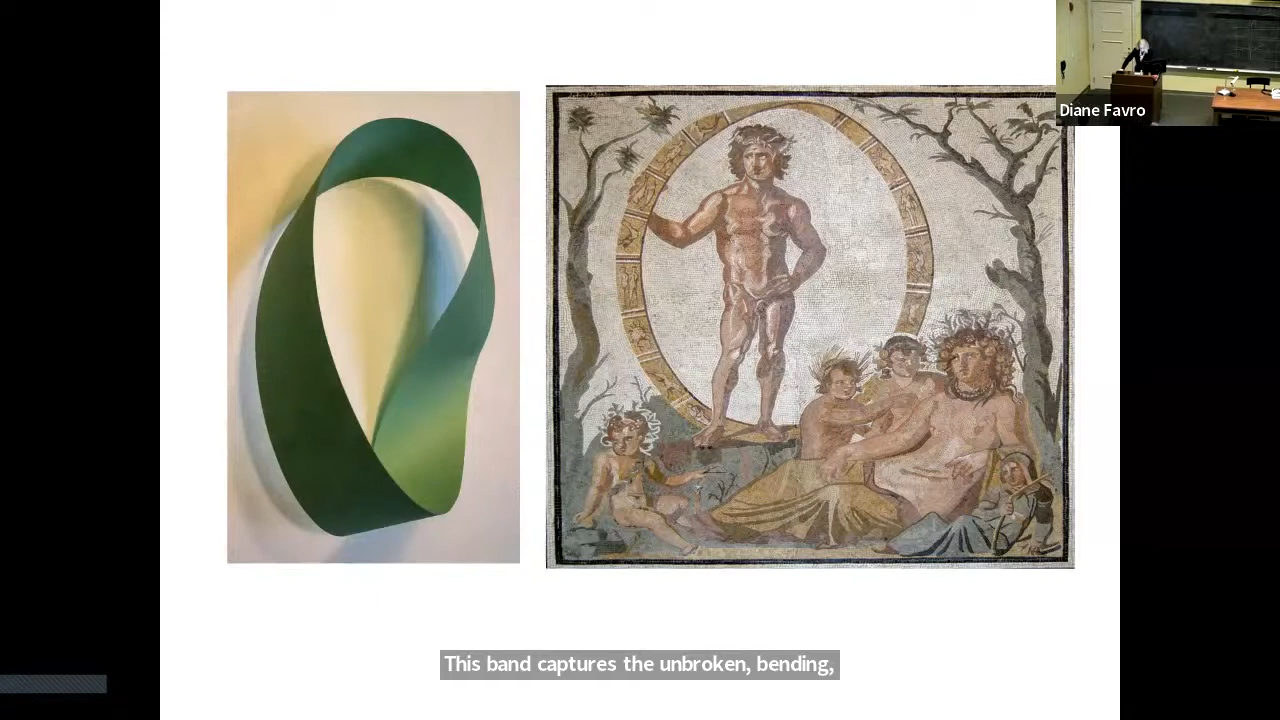 Diane Favro
This band captures the unbroken, bending,